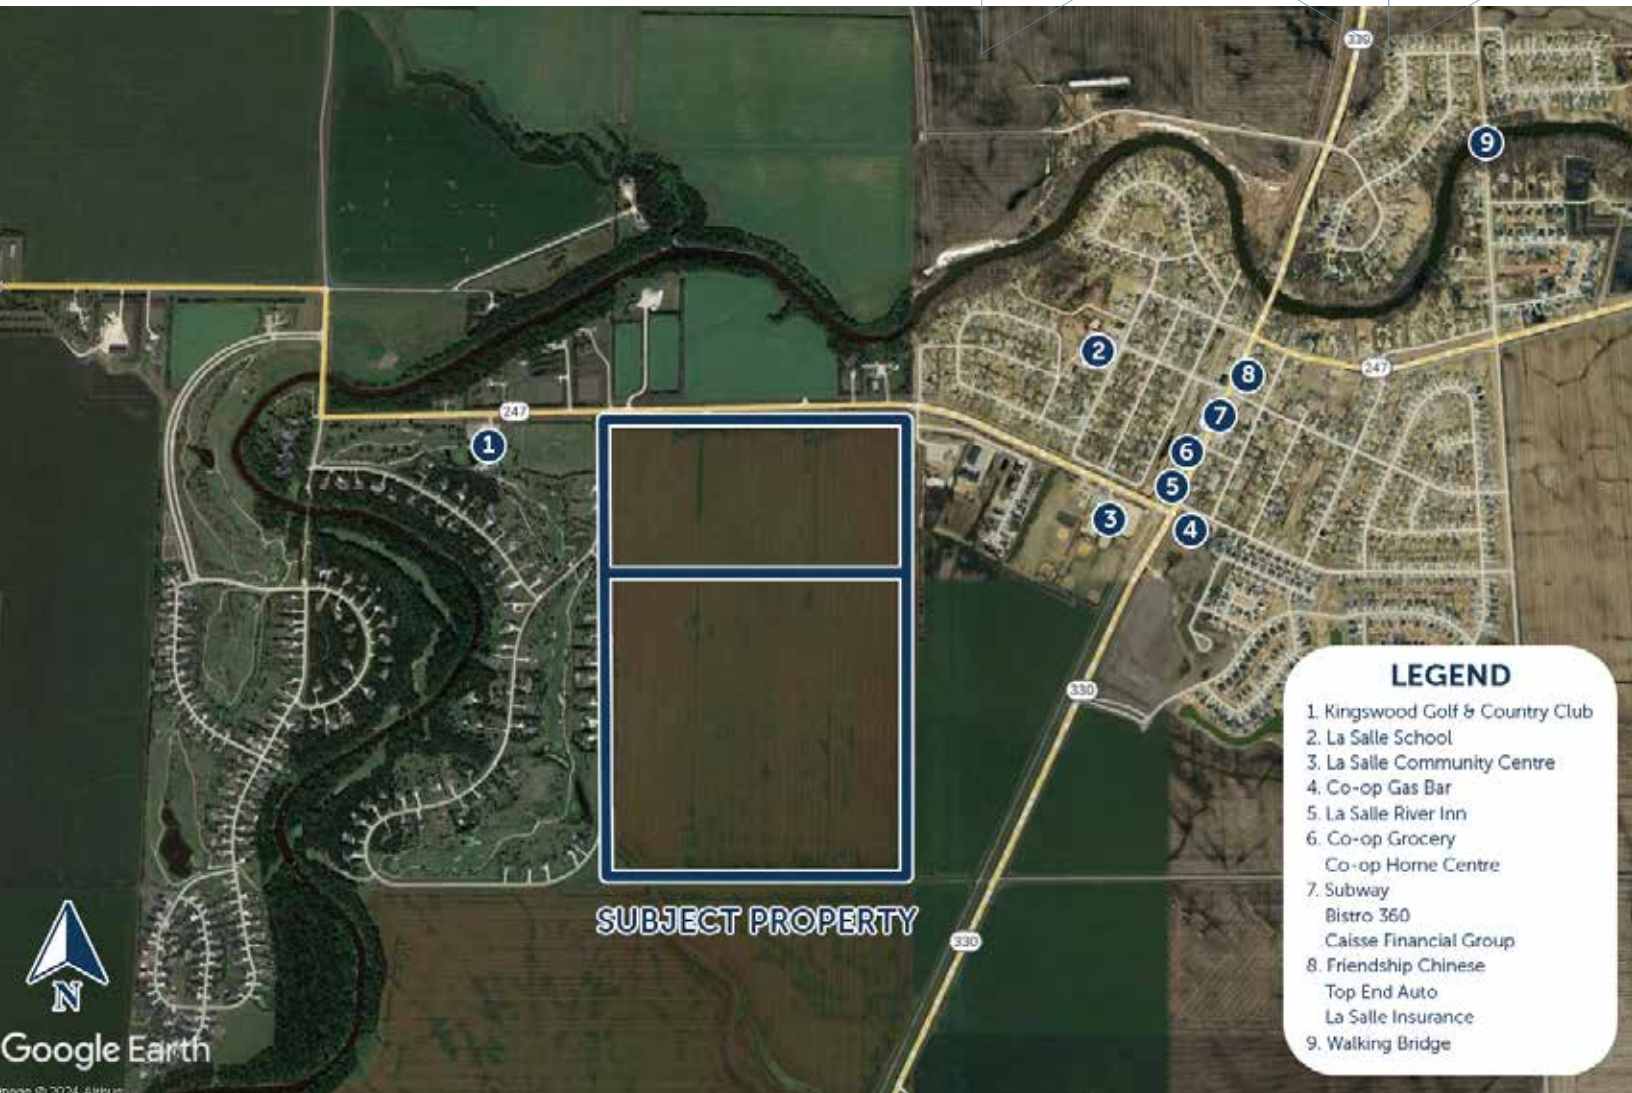 330
9
2
8
247
247
7
1
6
5
3
4
330
LEGEND
1. Kingswood Golf & Country Club
2. La Salle School
3. La Salle Community Centre
4. Co-op Gas Bar
5. La Salle River Inn
6. Co-op Grocery
Co-op Home Centre
7. Subway
Bistro 360
Caisse Financial Group
8. Friendship Chinese
Top End Auto
La Salle Insurance
9. Walking Bridge
SUBJECT PROPERTY
330
N
Google Earth